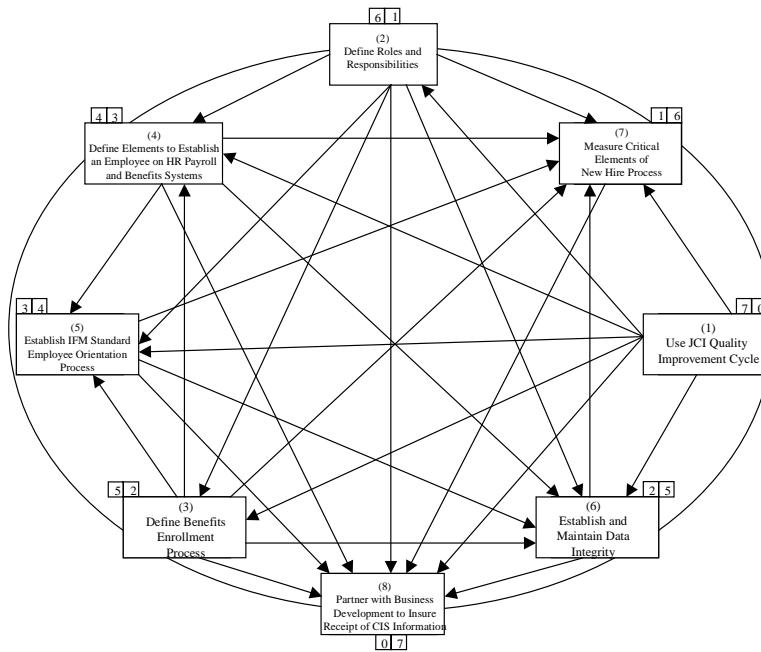 6 1
(2)
Define Roles and
Responsibilities
4 3
(4)
Define Elements to Establish
an Employee on HR Payroll
and Benefits Systems
1 6
(7)
Measure Critical
Elements of
New Hire Process
3 4
(5)
Establish IFM Standard
Employee Orientation
Process
7 0
(1)
Use JCI Quality
Improvement Cycle
5 2
(3)
Define Benefits
Enrollment
Process
2 5
(6)
Establish and
Maintain Data
Integrity
(8)
Partner with Business
Development to Insure
Receipt of CIS Information
0 7